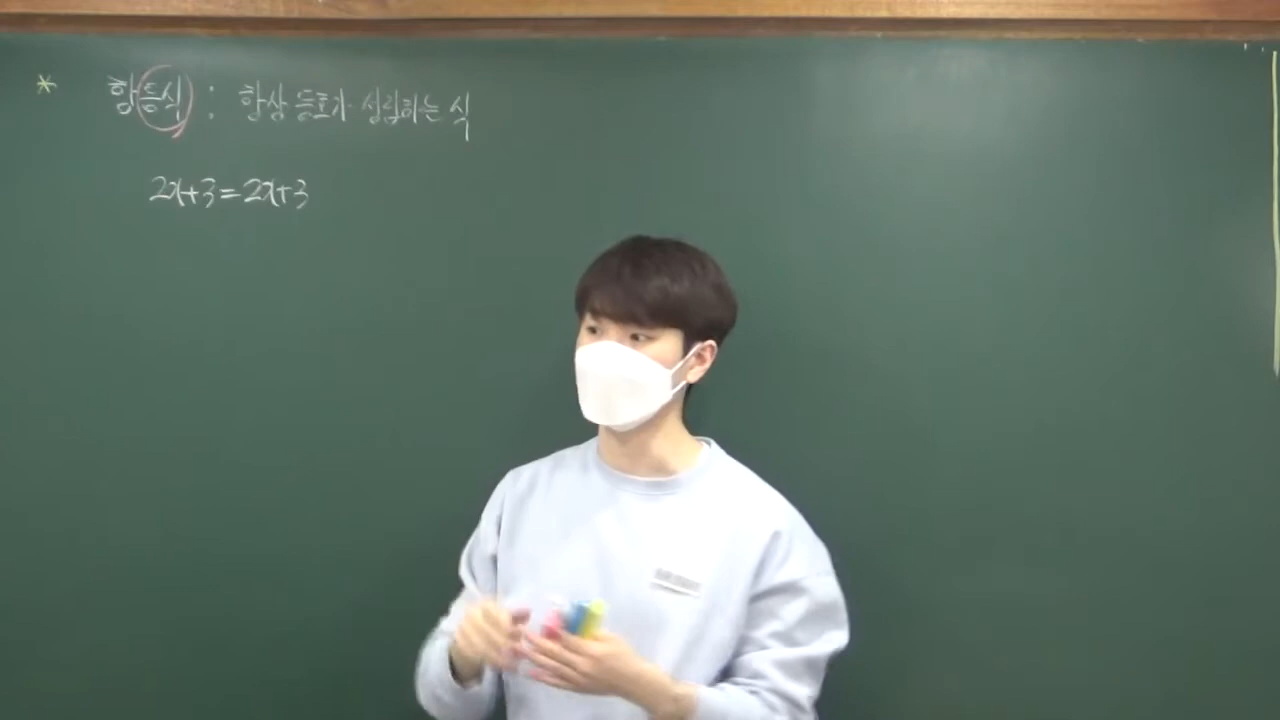 * 항등식 : 항상 등호가 성립하는 식
2x+3=2x+3